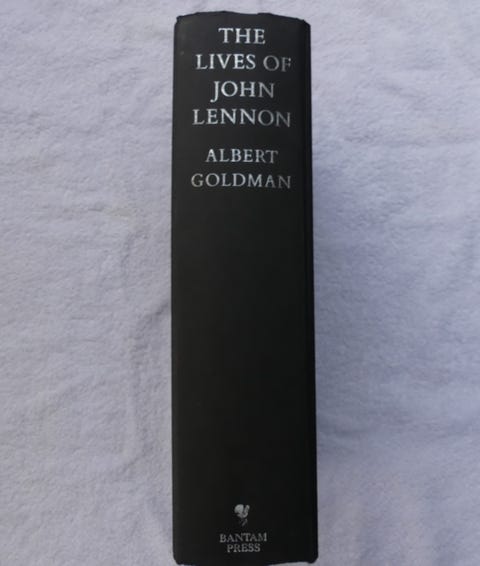 THE
LIVES OF
JOHN
LENNON
ALBERT
GOLDMAN
BANTAM
PRESS